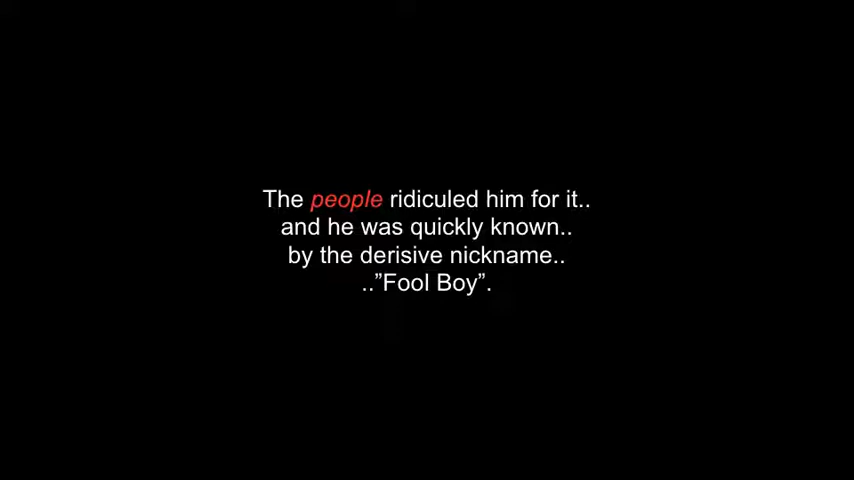 The people ridiculed him for it..
and he was quickly known..
by the derisive nickname..
..”Fool Boy”.